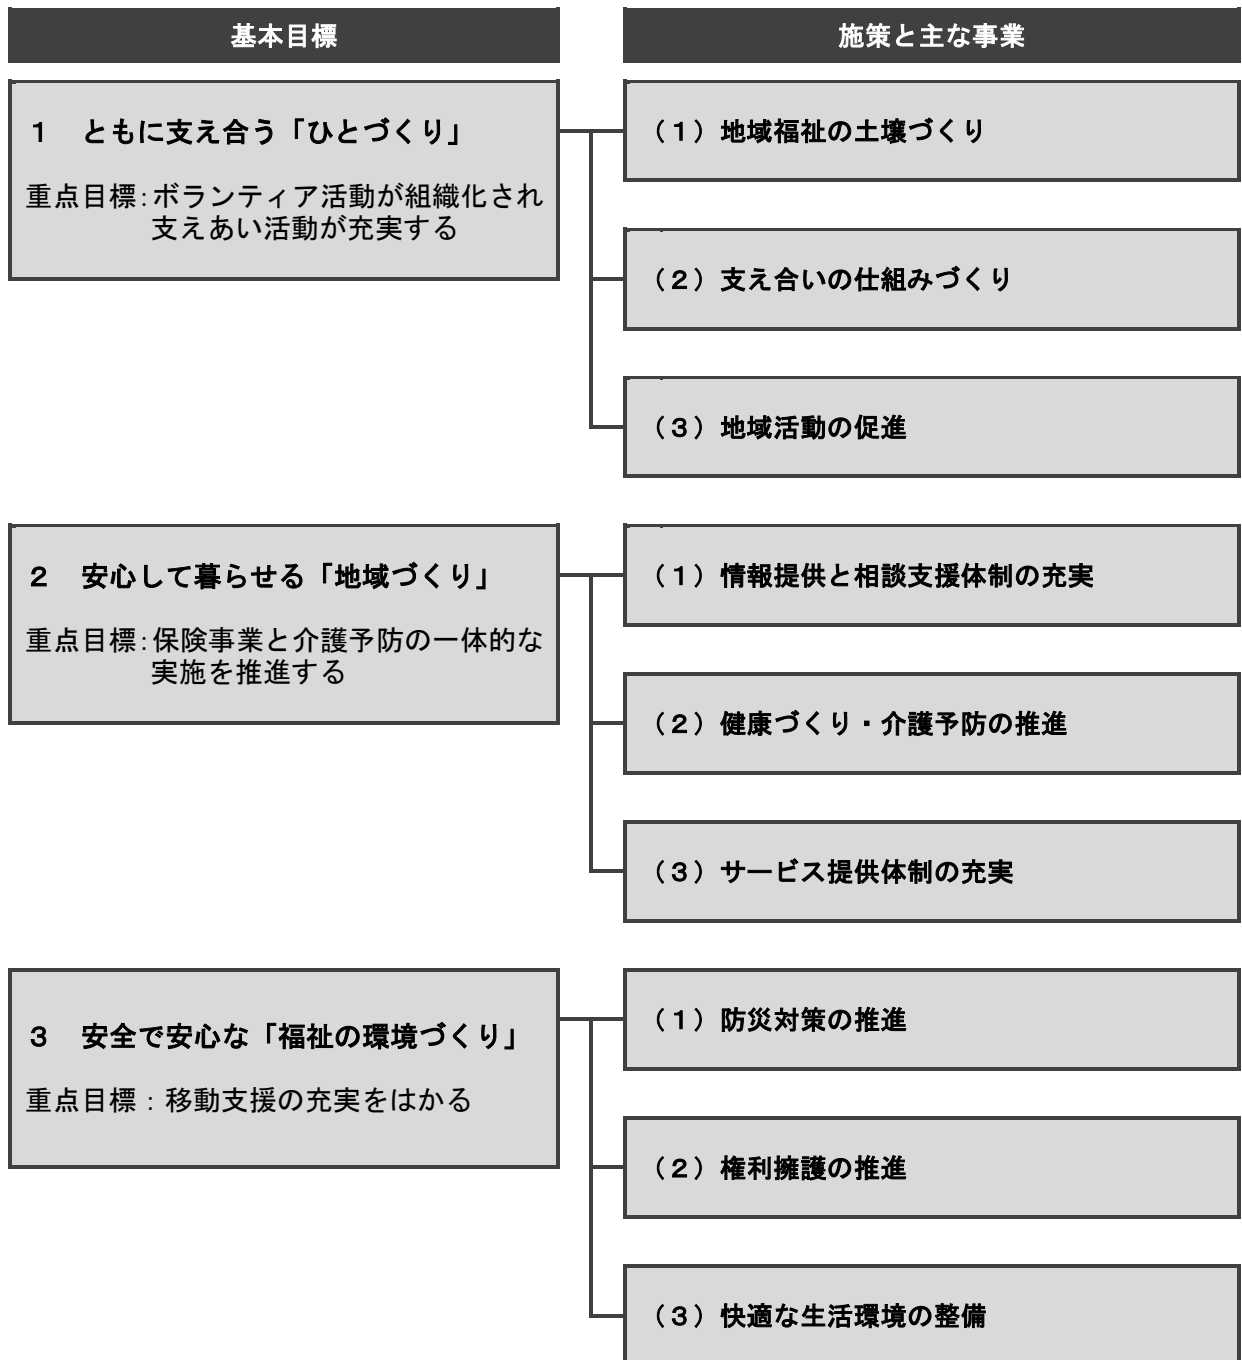 基本目標
施策と主な事業
１　ともに支え合う「ひとづくり」
重点目標：ボランティア活動が組織化され
支えあい活動が充実する
（１）地域福祉の土壌づくり
（２）支え合いの仕組みづくり
（３）地域活動の促進
２　安心して暮らせる「地域づくり」
重点目標：保険事業と介護予防の一体的な
実施を推進する
（１）情報提供と相談支援体制の充実
（２）健康づくり・介護予防の推進
（３）サービス提供体制の充実
３　安全で安心な「福祉の環境づくり」
重点目標：移動支援の充実をはかる
（１）防災対策の推進
（２）権利擁護の推進
（３）快適な生活環境の整備